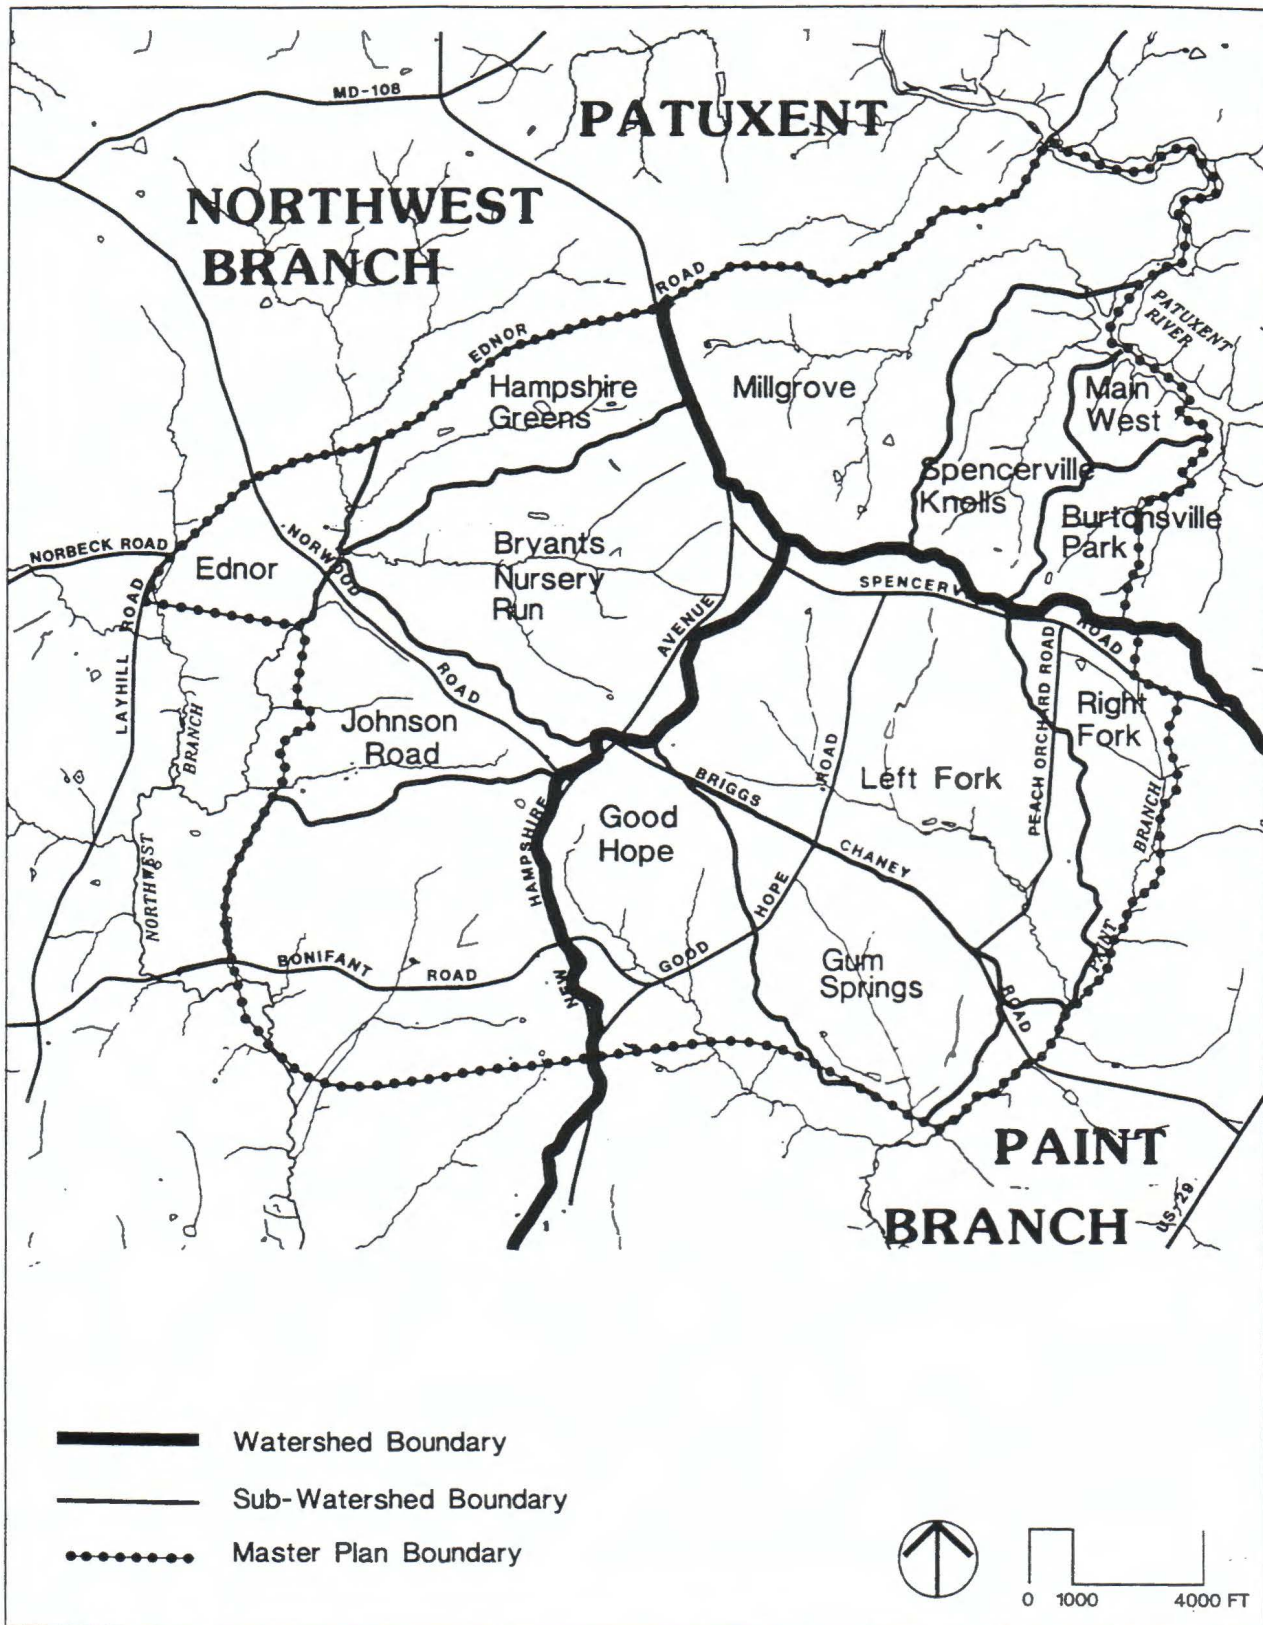 MD-108
PATUXENT
NORTHWEST
BRANCH
ROAD
EDNOR
PATUXENT
RIVER
Hampshire
Greens
Millgrove
Main
West
Spencerville
Knolls
Burtonsville
Park
NORBECK ROAD
Ednor
NORWOOD
ROAD
Bryants
Nursery
Run
SPENCERV
ROAD
LAYHILL
ROAD
AVENUE
BRANCH
NORTHWEST
Johnson
Road
Right
Fork
PEACH ORCHARD ROAD
Left Fork
BRIGGS
CHANEY
ROAD
Good
Hope
HAMPSHIRE
NEW
GOOD
HOPE
ROAD
BRANCH
PAINT
BONIFANT
ROAD
Gum
Springs
PAINT
BRANCH
US-29
Watershed Boundary
Sub-Watershed Boundary
Master Plan Boundary
0 1000 4000 FT